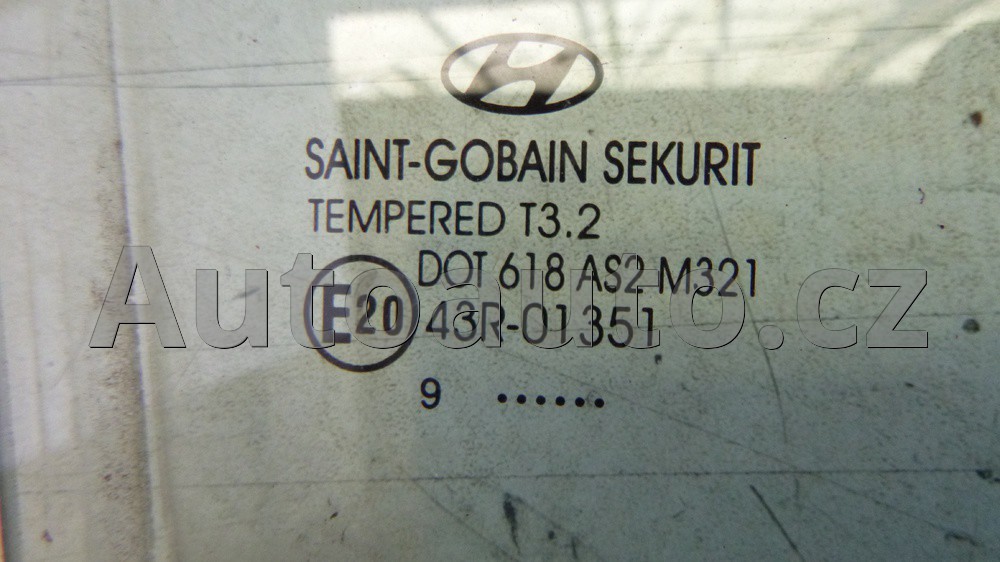 SAINT-GOBAIN SEKURIT
TEMPERED T3.2
DOT 618 AS2 M321
E20 43R-01351
9 ......
Autoauto.cz